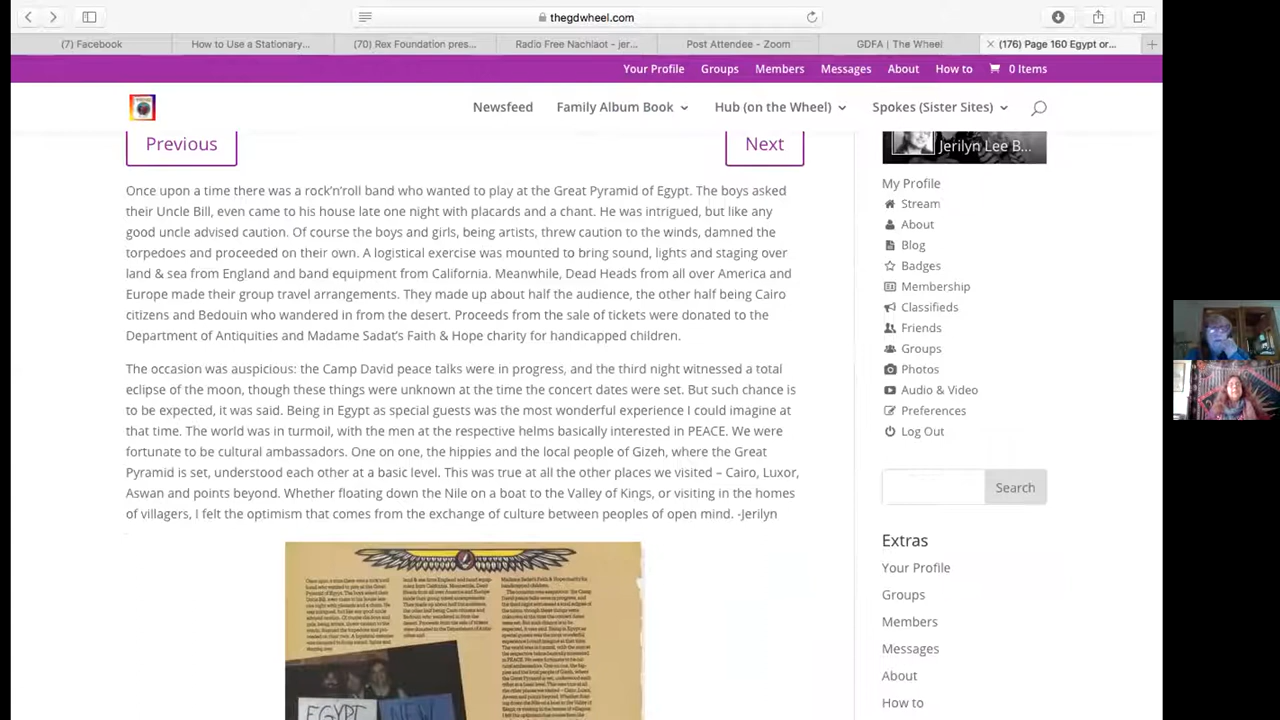 thegdwheel.com
(7) Facebook
How to Use a Stationary...
(70) Rex Foundation pres...
Radio Free Nachlaot - jer...
Post Attendee - Zoom
GDFA | The Wheel
(176) Page 160 Egypt or...
Your Profile
Groups
Members
Messages
About
How to
0 Items
Newsfeed
Family Album Book
Hub (on the Wheel)
Spokes (Sister Sites)
Previous
Next
Once upon a time there was a rock'n'roll band who wanted to play at the Great Pyramid of Egypt. The boys asked
their Uncle Bill, even came to his house late one night with placards and a chant. He was intrigued, but like any
good uncle advised caution. Of course the boys and girls, being artists, threw caution to the winds, damned the
torpedoes and proceeded on their own. A logistical exercise was mounted to bring sound, lights and staging over
land & sea from England and band equipment from California. Meanwhile, Dead Heads from all over America and
Europe made their group travel arrangements. They made up about half the audience, the other half being Cairo
citizens and Bedouin who wandered in from the desert. Proceeds from the sale of tickets were donated to the
Department of Antiquities and Madame Sadat's Faith & Hope charity for handicapped children.
The occasion was auspicious: the Camp David peace talks were in progress, and the third night witnessed a total
eclipse of the moon, though these things were unknown at the time the concert dates were set. But such chance is
to be expected, it was said. Being in Egypt as special guests was the most wonderful experience I could imagine at
that time. The world was in turmoil, with the men at the respective helms basically interested in PEACE. We were
fortunate to be cultural ambassadors. One on one, the hippies and the local people of Gizeh, where the Great
Pyramid is set, understood each other at a basic level. This was true at all the other places we visited – Cairo, Luxor,
Aswan and points beyond. Whether floating down the Nile on a boat to the Valley of Kings, or visiting in the homes
of villagers, I felt the optimism that comes from the exchange of culture between peoples of open mind. -Jerilyn
EGYPT
NEW
Jerilyn Lee B...
My Profile
Stream
About
Blog
Badges
Membership
Classifieds
Friends
Groups
Photos
Audio & Video
Preferences
Log Out
Search
Extras
Your Profile
Groups
Members
Messages
About
How to